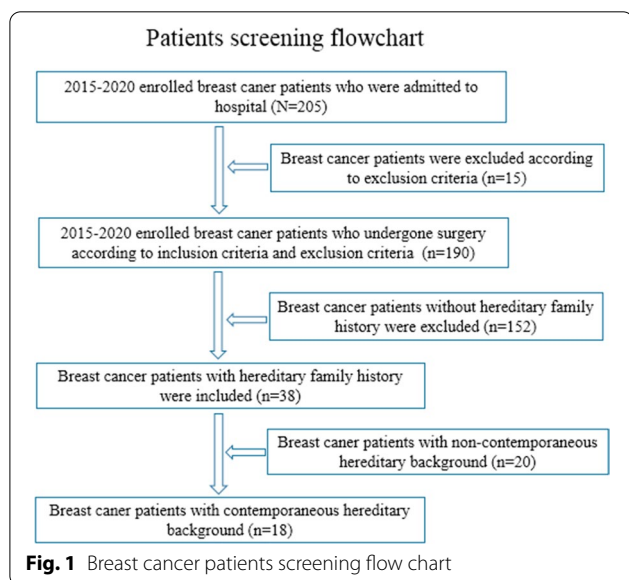 Patients screening flowchart
2015-2020 enrolled breast caner patients who were admitted to
hospital (N=205)
Breast cancer patients were excluded according
to exclusion criteria (n=15)
2015-2020 enrolled breast caner patients who undergone surgery
according to inclusion criteria and exclusion criteria (n=190)
Breast cancer patients without hereditary family
history were excluded (n=152)
Breast cancer patients with hereditary family history
were included (n=38)
Breast caner patients with non-contemporaneous
hereditary background (n=20)
Breast caner patients with contemporaneous hereditary
background (n=18)
Fig. 1 Breast cancer patients screening flow chart